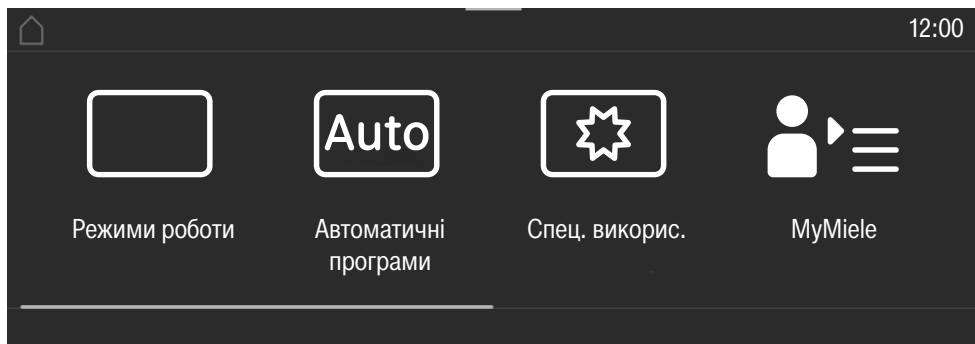 12:00
Auto
Режими роботи
Автоматичні
програми
Спец. викорис.
MyMiele